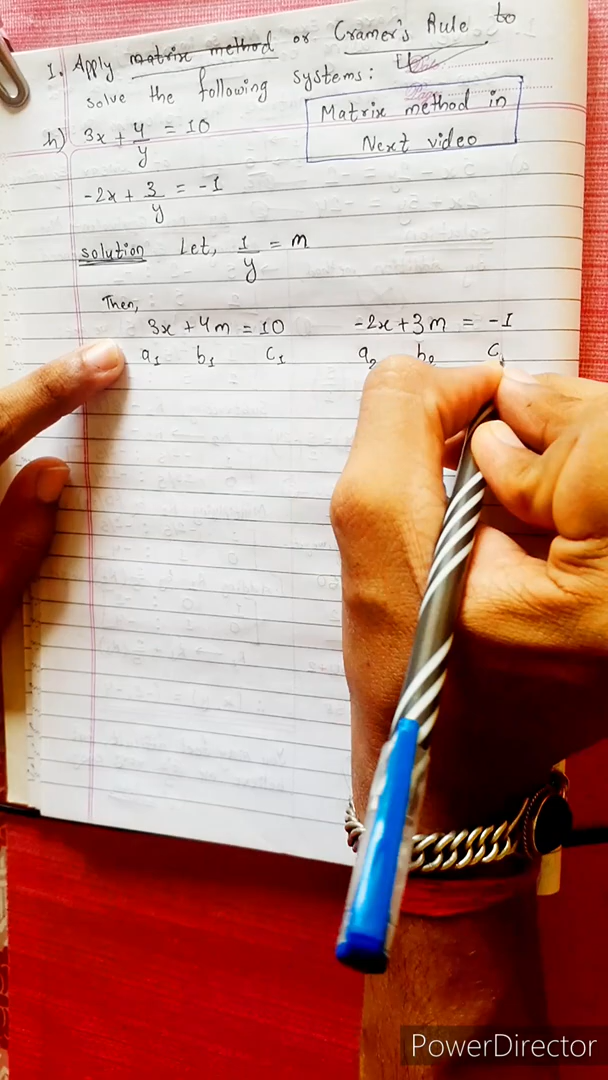 1. Apply matrix method or Cramer's Rule to
solve the following systems:
Matrix method in
Next video
h) 3x + 4/y = 10
-2x + 3/y = -1
solution Let, 1/y = m
Then,
3x + 4m = 10 -2x + 3m = -1
a₁ b₁ c₁ a₂ b₂ c
PowerDirector